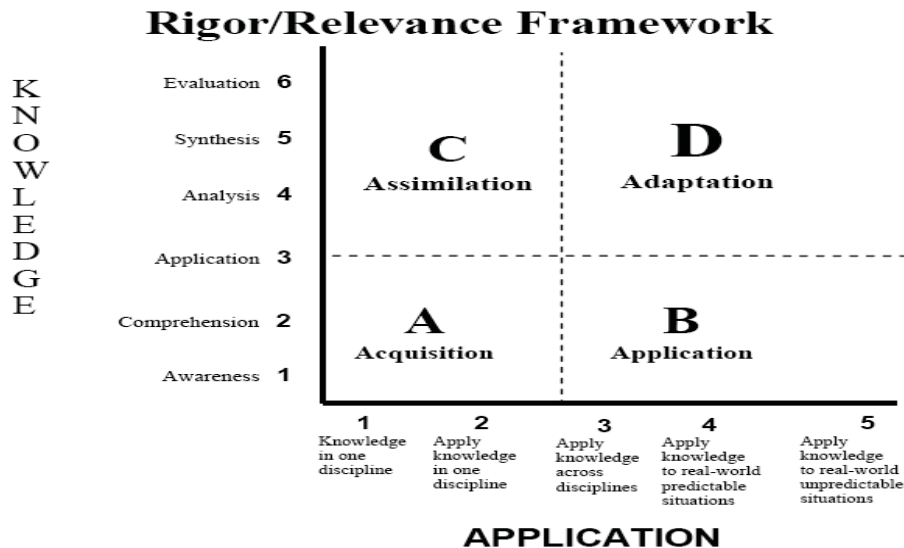 Rigor/Relevance Framework
K
N
O
W
L
E
D
G
E
Evaluation 6
Synthesis 5
Analysis 4
Application 3
Comprehension 2
Awareness 1
C
Assimilation
D
Adaptation
A
Acquisition
B
Application
1
Knowledge
in one
discipline
2
Apply
knowledge
in one
discipline
3
Apply
knowledge
across
disciplines
4
Apply
knowledge
to real-world
predictable
situations
5
Apply
knowledge
to real-world
unpredictable
situations
APPLICATION